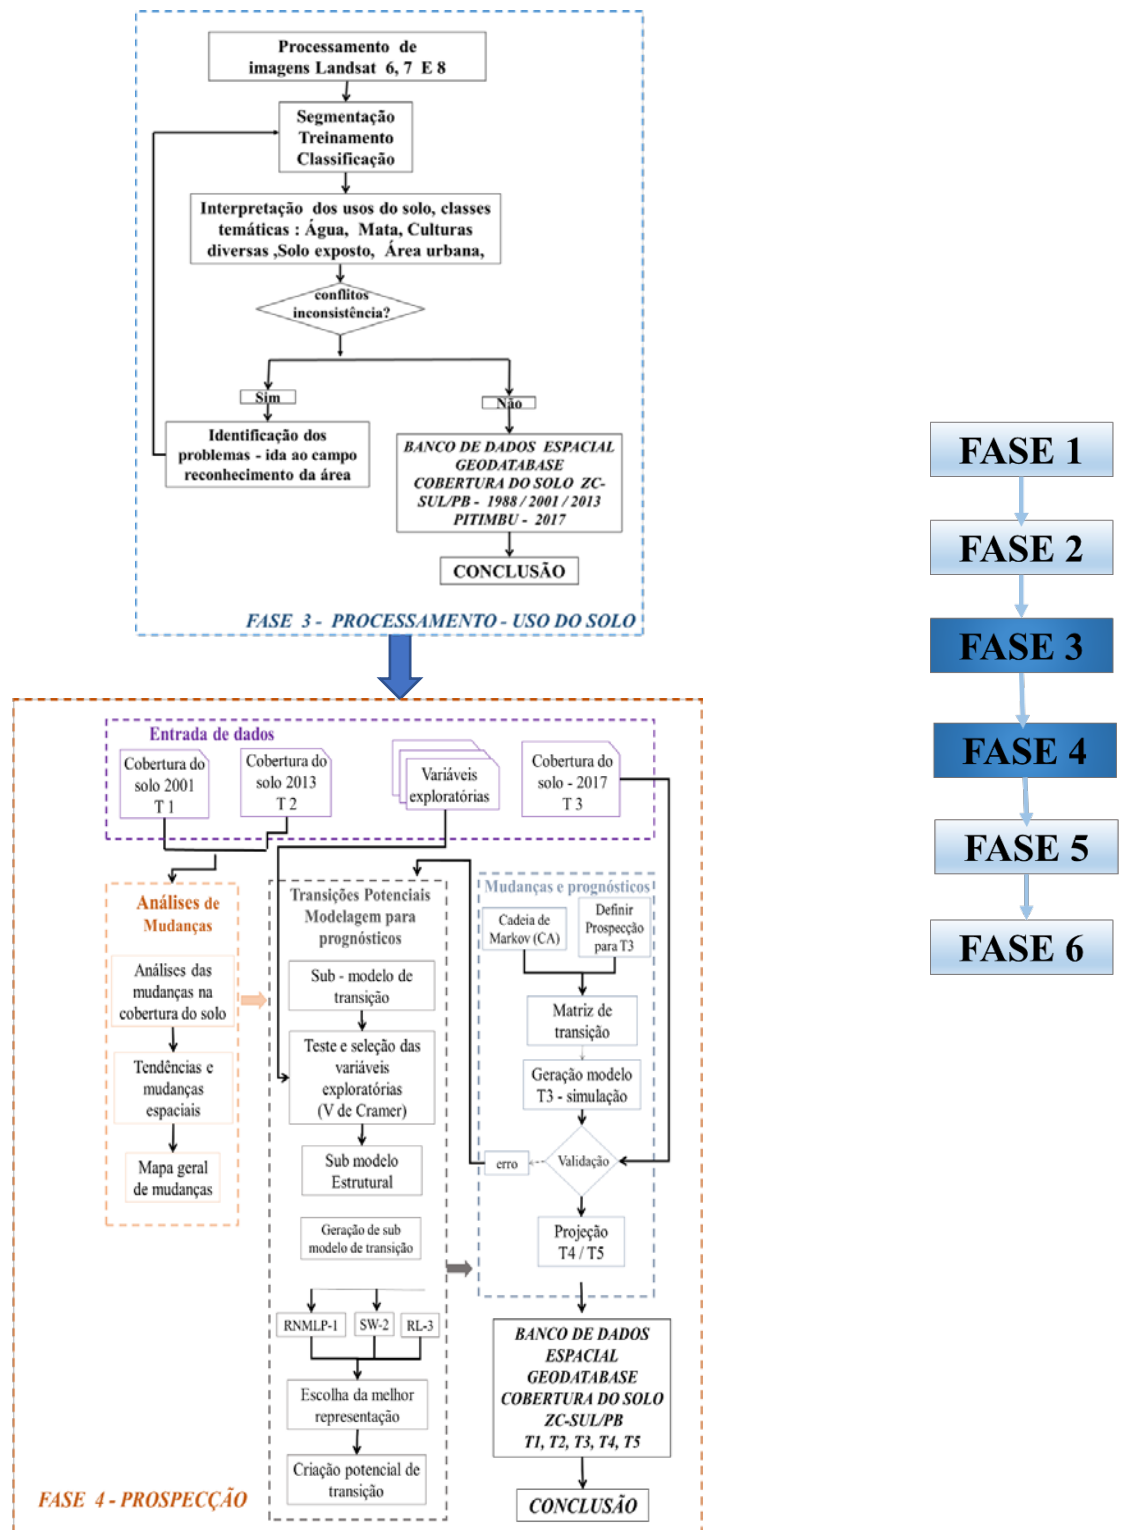 Processamento de
imagens Landsat 6, 7 E 8
Segmentação
Treinamento
Classificação
Interpretação dos usos do solo, classes
temáticas : Água, Mata, Culturas
diversas ,Solo exposto, Área urbana,
conflitos
inconsistência?
Sim
Não
Identificação dos
problemas - ida ao campo
reconhecimento da área
BANCO DE DADOS ESPACIAL
GEODATABASE
COBERTURA DO SOLO ZC-
SUL/PB - 1988 / 2001 / 2013
PITIMBU - 2017
CONCLUSÃO
FASE 3 - PROCESSAMENTO - USO DO SOLO
Entrada de dados
Cobertura do
solo 2001
T 1
Cobertura do
solo 2013
T 2
Variáveis
exploratórias
Cobertura do
solo - 2017
T 3
Análises de
Mudanças
Análises das
mudanças na
cobertura do solo
Tendências e
mudanças
espaciais
Mapa geral
de mudanças
Transições Potenciais
Modelagem para
prognósticos
Sub - modelo de
transição
Teste e seleção das
variáveis
exploratórias
(V de Cramer)
Sub modelo
Estrutural
Geração de sub
modelo de transição
RNMLP-1
SW-2
RL-3
Escolha da melhor
representação
Criação potencial de
transição
Mudanças e prognósticos
Cadeia de
Markov (CA)
Definir
Prospecção
para T3
Matriz de
transição
Geração modelo
T3 - simulação
erro
Validação
Projeção
T4 / T5
BANCO DE DADOS
ESPACIAL
GEODATABASE
COBERTURA DO SOLO
ZC-SUL/PB
T1, T2, T3, T4, T5
CONCLUSÃO
FASE 4 - PROSPECÇÃO
FASE 1
FASE 2
FASE 3
FASE 4
FASE 5
FASE 6